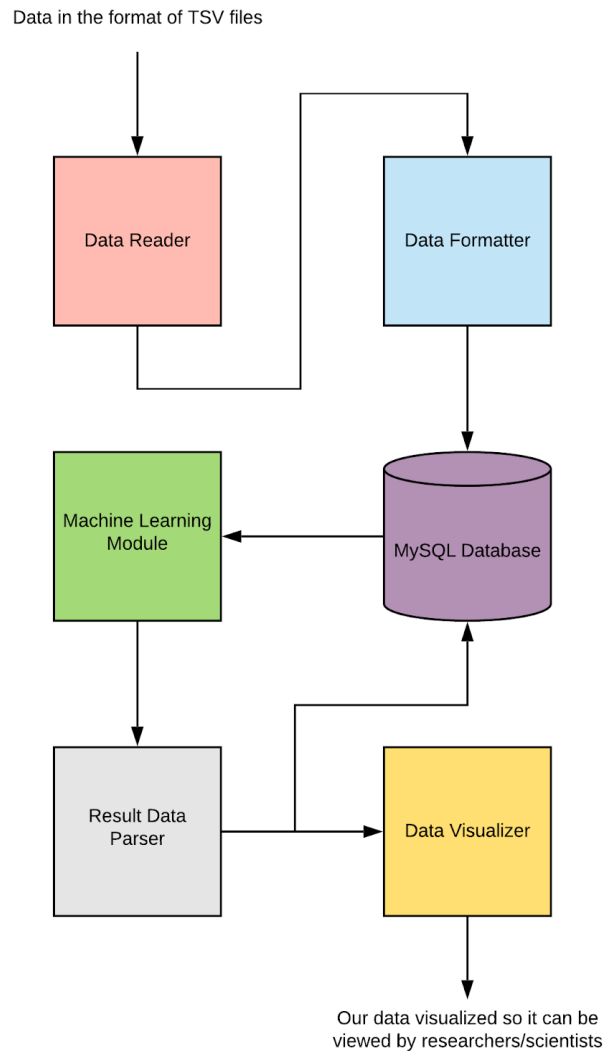 Data in the format of TSV files
Data Reader
Data Formatter
Machine Learning
Module
MySQL Database
Result Data
Parser
Data Visualizer
Our data visualized so it can be
viewed by researchers/scientists